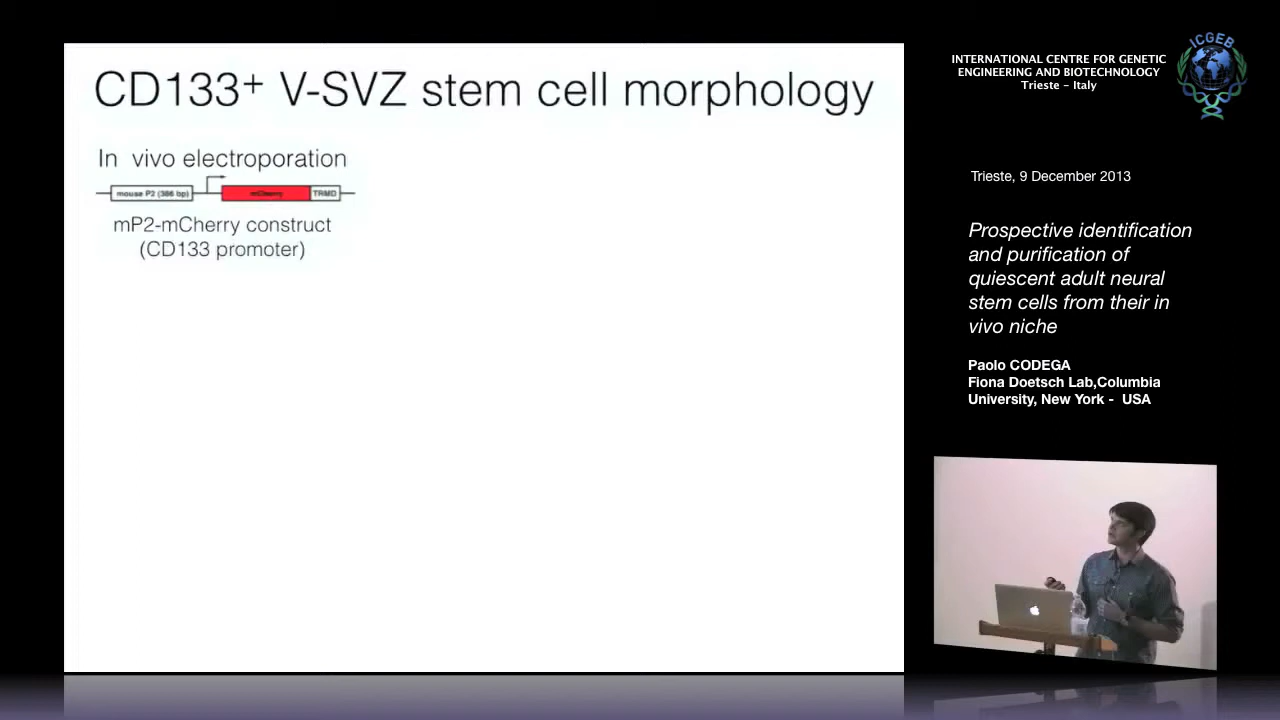 CD133+ V-SVZ stem cell morphology
In vivo electroporation
mouse P2 (386 bp)
mCherry
TRMD
mP2-mCherry construct
(CD133 promoter)
INTERNATIONAL CENTRE FOR GENETIC
ENGINEERING AND BIOTECHNOLOGY
Trieste - Italy
ICGEB
Trieste, 9 December 2013
Prospective identification
and purification of
quiescent adult neural
stem cells from their in
vivo niche
Paolo CODEGA
Fiona Doetsch Lab,Columbia
University, New York - USA